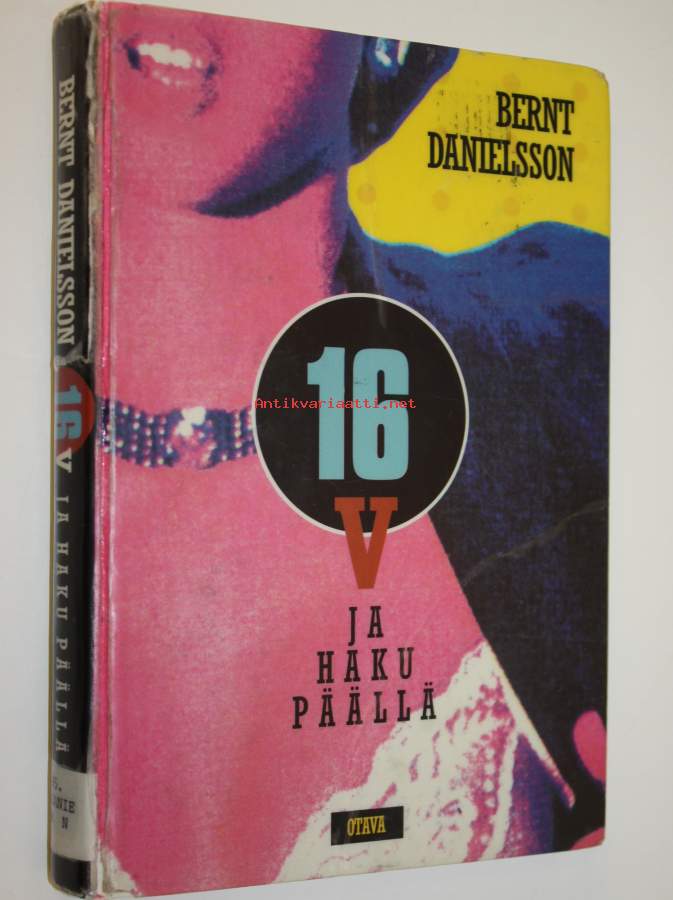 BERNT DANIELSSON 16 V JA HAKU PÄÄLLÄ
BERNT
DANIELSSON
16
Antikvariaatti.net
V
JA
HAKU
PÄÄLLÄ
OTAVA
N